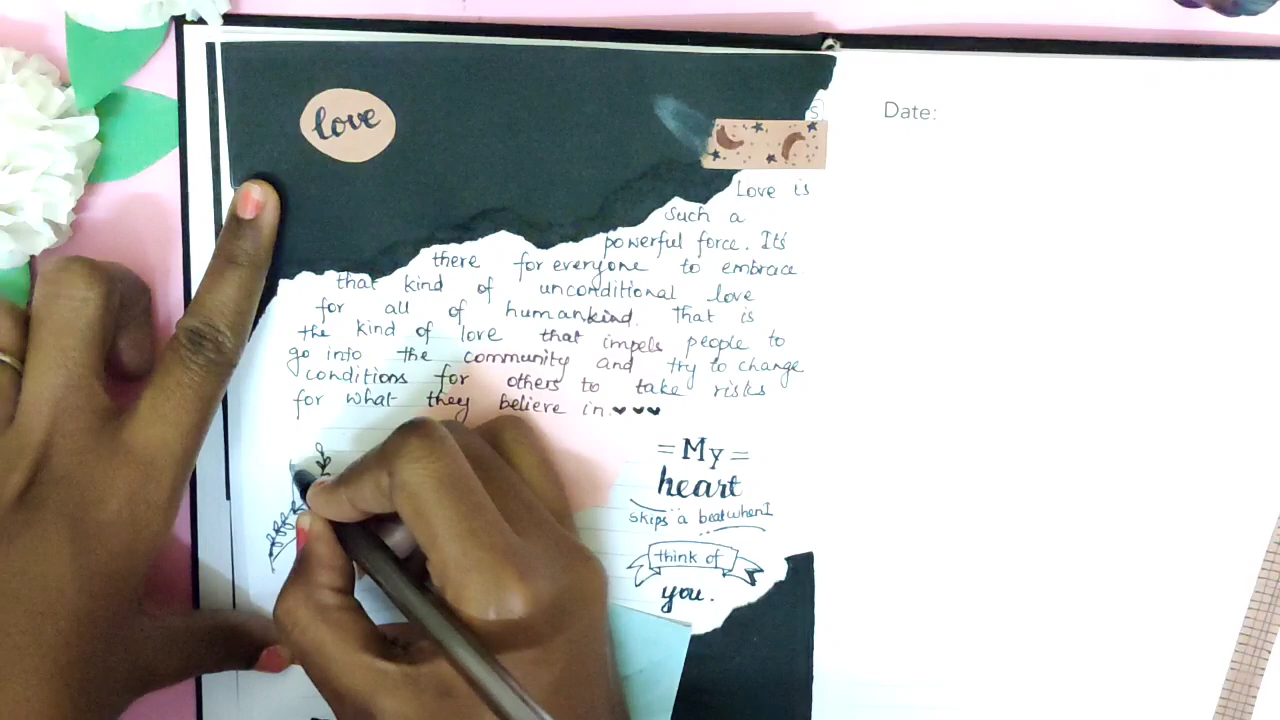 love
S
Date:
Love is
Such a
powerful force. It's
there for everyone to embrace
that kind of unconditional love
for all of humankind. That is
the kind of love that impels people to
go into the community and try to change
conditions for others to take risks
for what they believe in.
= My =
heart
skips a beat when I
think of
you.